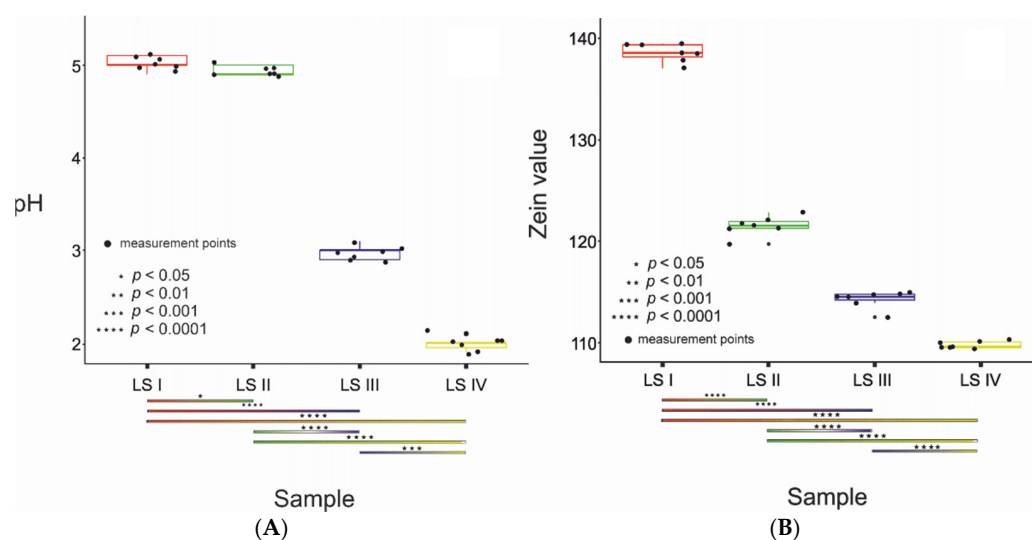 5
4
3
2
pH
● measurement points
* p < 0.05
** p < 0.01
*** p < 0.001
**** p < 0.0001
LS I LS II LS III LS IV
*
****
****
****
****
***
Sample
(A)
140
130
120
110
Zein value
* p < 0.05
** p < 0.01
*** p < 0.001
**** p < 0.0001
● measurement points
LS I LS II LS III LS IV
****
****
****
****
****
****
Sample
(B)